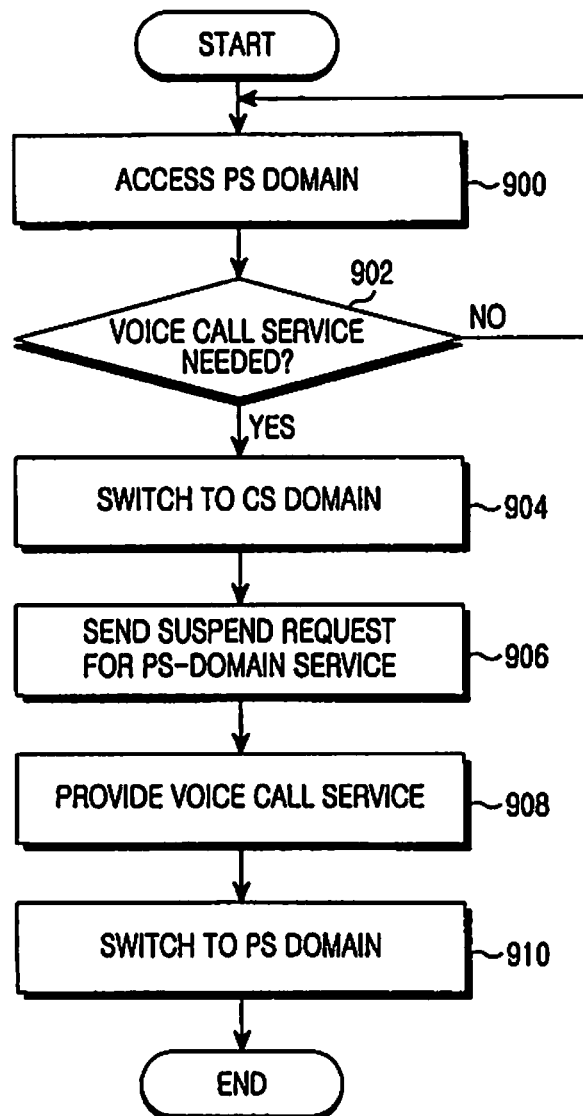 START
ACCESS PS DOMAIN
900
902
VOICE CALL SERVICE
NEEDED?
NO
YES
SWITCH TO CS DOMAIN
904
SEND SUSPEND REQUEST
FOR PS-DOMAIN SERVICE
906
PROVIDE VOICE CALL SERVICE
908
SWITCH TO PS DOMAIN
910
END